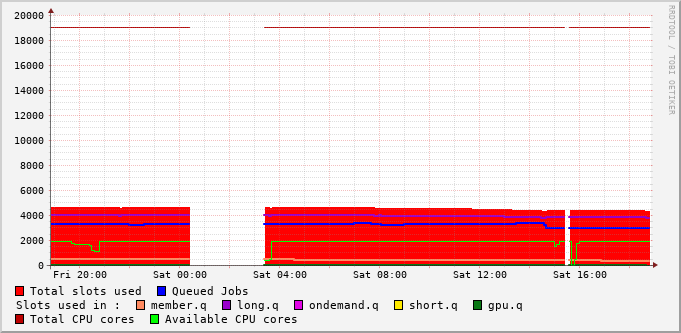 RRDTOOL / TOBI OETIKER
20000
18000
16000
14000
12000
10000
8000
6000
4000
2000
0
Fri 20:00 Sat 00:00 Sat 04:00 Sat 08:00 Sat 12:00 Sat 16:00
Total slots used Queued Jobs
Slots used in : member.q long.q ondemand.q short.q gpu.q
Total CPU cores Available CPU cores